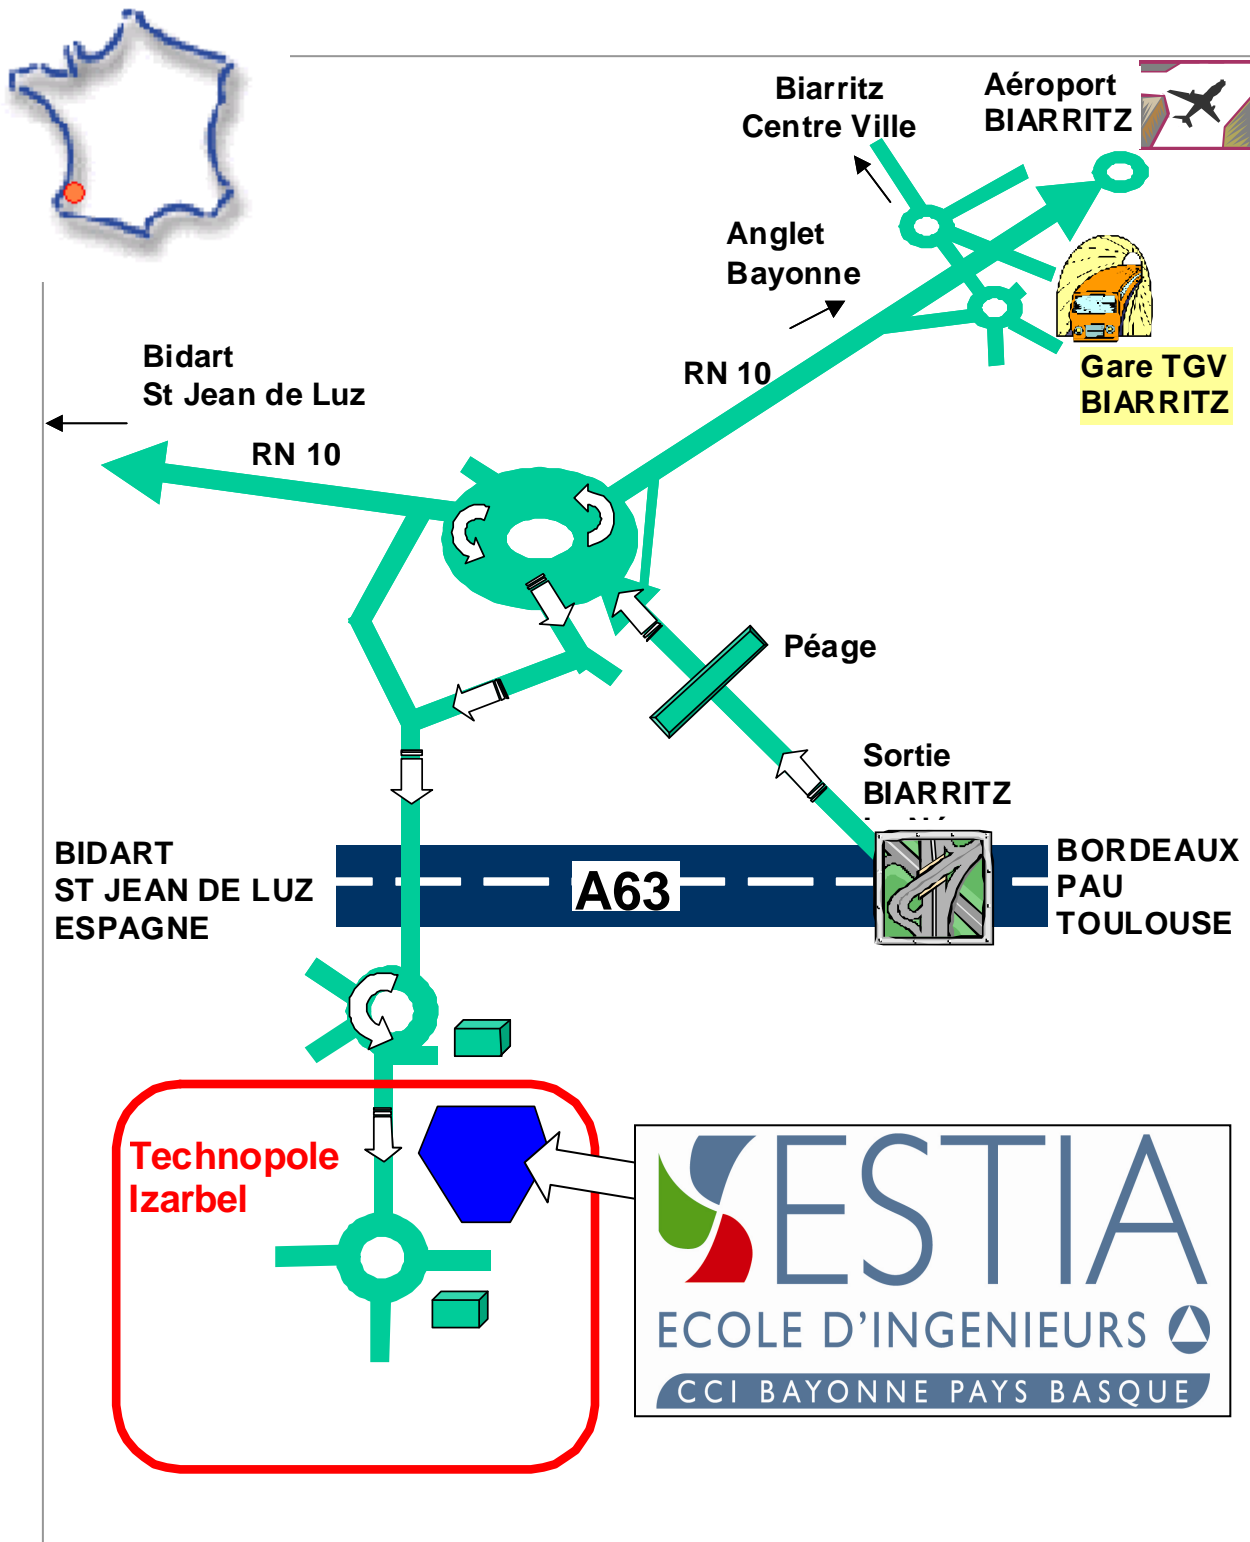 Biarritz
Centre Ville
Aéroport
BIARRITZ
Anglet
Bayonne
Bidart
St Jean de Luz
RN 10
RN 10
Gare TGV
BIARRITZ
Péage
Sortie
BIARRITZ
BIDART
ST JEAN DE LUZ
ESPAGNE
A63
BORDEAUX
PAU
TOULOUSE
Technopole
Izarbel
ESTIA
ECOLE D'INGENIEURS
CCI BAYONNE PAYS BASQUE